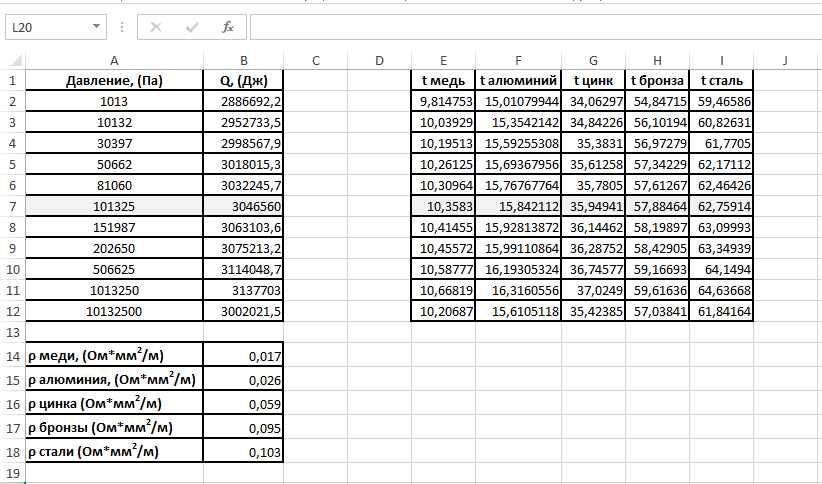 L20
fx
A B C D E F G H I J
1 Давление, (Па) Q, (Дж) t медь t алюминий t цинк t бронза t сталь
2 1013 2886692,2 9,814753 15,01079944 34,06297 54,84715 59,46586
3 10132 2952733,5 10,03929 15,3542142 34,84226 56,10194 60,82631
4 30397 2998567,9 10,19513 15,59255308 35,3831 56,97279 61,7705
5 50662 3018015,3 10,26125 15,69367956 35,61258 57,34229 62,17112
6 81060 3032245,7 10,30964 15,76767764 35,7805 57,61267 62,46426
7 101325 3046560 10,3583 15,842112 35,94941 57,88464 62,75914
8 151987 3063103,6 10,41455 15,92813872 36,14462 58,19897 63,09993
9 202650 3075213,2 10,45572 15,99110864 36,28752 58,42905 63,34939
10 506625 3114048,7 10,58777 16,19305324 36,74577 59,16693 64,1494
11 1013250 3137703 10,66819 16,3160556 37,0249 59,61636 64,63668
12 10132500 3002021,5 10,20687 15,6105118 35,42385 57,03841 61,84164
13
14 ρ меди, (Ом*мм²/м) 0,017
15 ρ алюминия, (Ом*мм²/м) 0,026
16 ρ цинка (Ом*мм²/м) 0,059
17 ρ бронзы (Ом*мм²/м) 0,095
18 ρ стали (Ом*мм²/м) 0,103
19